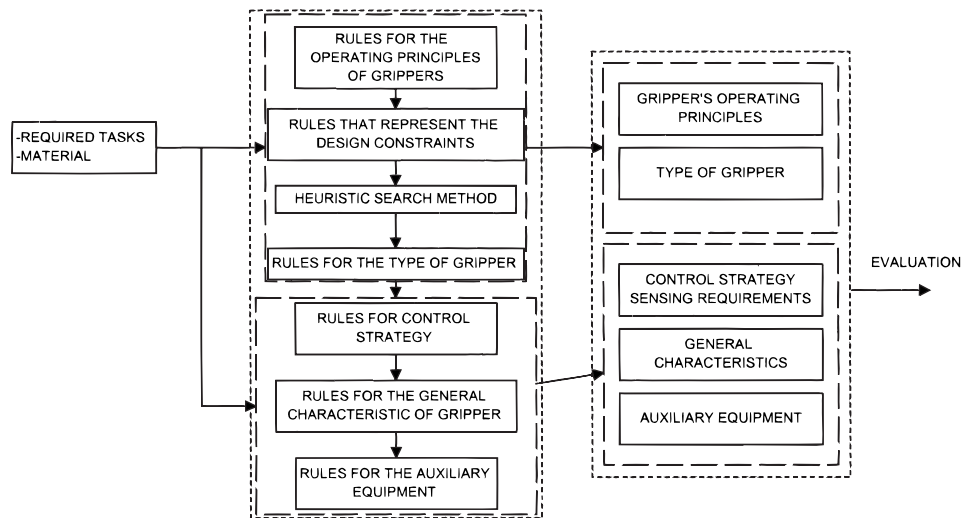 -REQUIRED TASKS
-MATERIAL
RULES FOR THE
OPERATING PRINCIPLES
OF GRIPPERS
RULES THAT REPRESENT THE
DESIGN CONSTRAINTS
HEURISTIC SEARCH METHOD
RULES FOR THE TYPE OF GRIPPER
RULES FOR CONTROL
STRATEGY
RULES FOR THE GENERAL
CHARACTERISTIC OF GRIPPER
RULES FOR THE AUXILIARY
EQUIPMENT
GRIPPER'S OPERATING
PRINCIPLES
TYPE OF GRIPPER
CONTROL STRATEGY
SENSING REQUIREMENTS
GENERAL
CHARACTERISTICS
AUXILIARY EQUIPMENT
EVALUATION